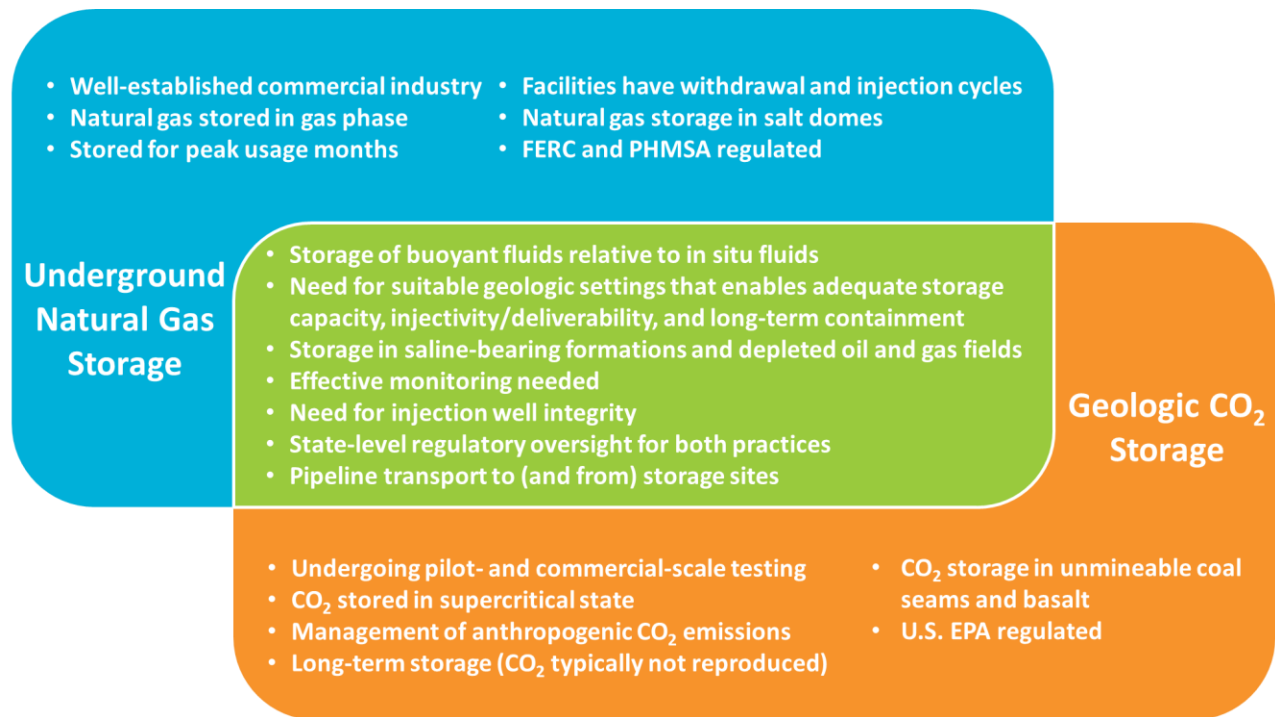 • Well-established commercial industry
• Natural gas stored in gas phase
• Stored for peak usage months
• Facilities have withdrawal and injection cycles
• Natural gas storage in salt domes
• FERC and PHMSA regulated
Underground
Natural Gas
Storage
• Storage of buoyant fluids relative to in situ fluids
• Need for suitable geologic settings that enables adequate storage
capacity, injectivity/deliverability, and long-term containment
• Storage in saline-bearing formations and depleted oil and gas fields
• Effective monitoring needed
• Need for injection well integrity
• State-level regulatory oversight for both practices
• Pipeline transport to (and from) storage sites
Geologic CO₂
Storage
• Undergoing pilot- and commercial-scale testing
• CO₂ stored in supercritical state
• Management of anthropogenic CO₂ emissions
• Long-term storage (CO₂ typically not reproduced)
• CO₂ storage in unmineable coal
seams and basalt
• U.S. EPA regulated